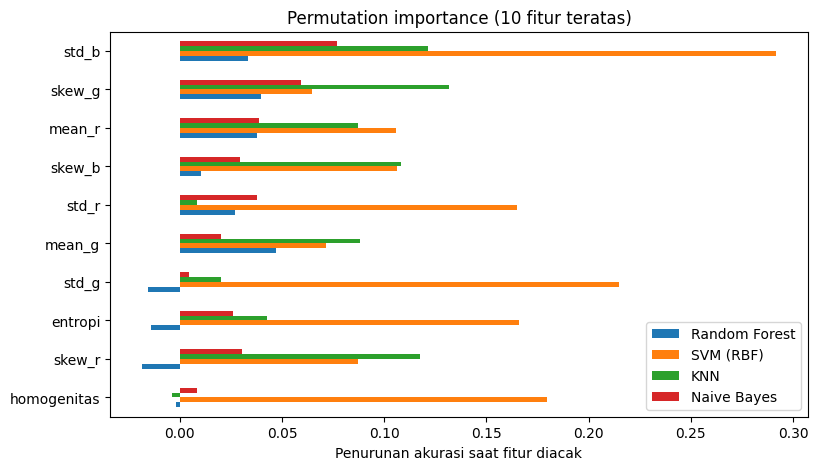 Permutation importance (10 fitur teratas)
std_b
skew_g
mean_r
skew_b
std_r
mean_g
std_g
entropi
skew_r
homogenitas
Random Forest
SVM (RBF)
KNN
Naive Bayes
0.00 0.05 0.10 0.15 0.20 0.25 0.30
Penurunan akurasi saat fitur diacak